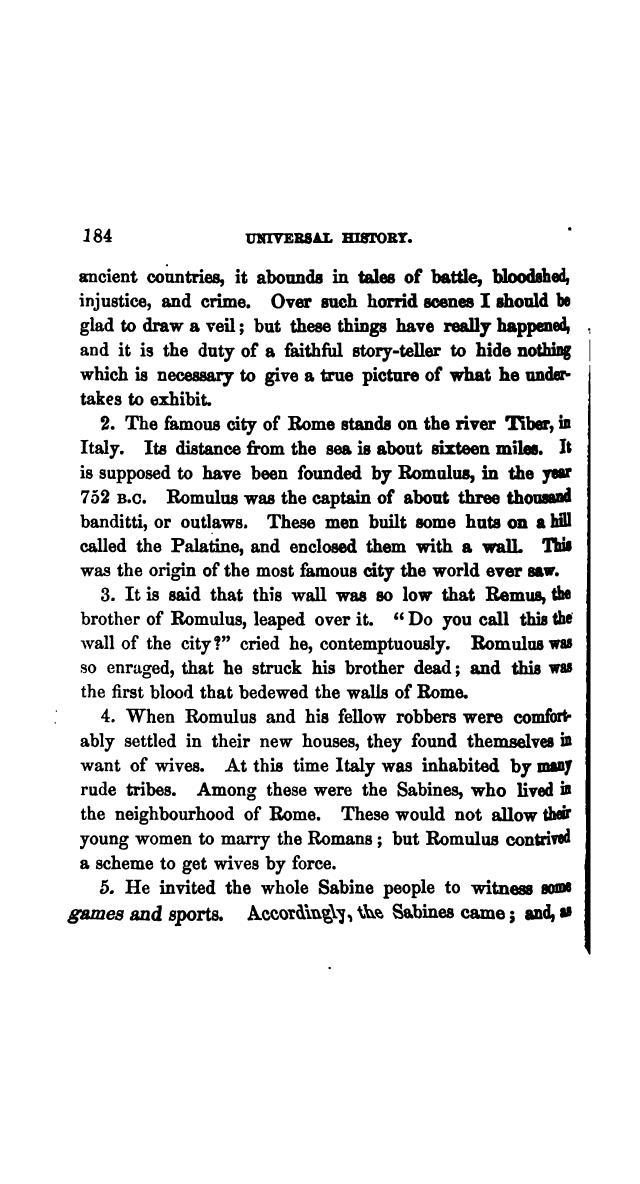 184 UNIVERSAL HISTORY.
ancient countries, it abounds in tales of battle, bloodshed,
injustice, and crime. Over such horrid scenes I should be
glad to draw a veil; but these things have really happened,
and it is the duty of a faithful story-teller to hide nothing
which is necessary to give a true picture of what he under-
takes to exhibit.
2. The famous city of Rome stands on the river Tiber, in
Italy. Its distance from the sea is about sixteen miles. It
is supposed to have been founded by Romulus, in the year
752 B.C. Romulus was the captain of about three thousand
banditti, or outlaws. These men built some huts on a hill
called the Palatine, and enclosed them with a wall. This
was the origin of the most famous city the world ever saw.
3. It is said that this wall was so low that Remus, the
brother of Romulus, leaped over it. “Do you call this the
wall of the city?” cried he, contemptuously. Romulus was
so enraged, that he struck his brother dead; and this was
the first blood that bedewed the walls of Rome.
4. When Romulus and his fellow robbers were comfort-
ably settled in their new houses, they found themselves in
want of wives. At this time Italy was inhabited by many
rude tribes. Among these were the Sabines, who lived in
the neighbourhood of Rome. These would not allow their
young women to marry the Romans; but Romulus contrived
a scheme to get wives by force.
5. He invited the whole Sabine people to witness some
games and sports. Accordingly, the Sabines came; and, as